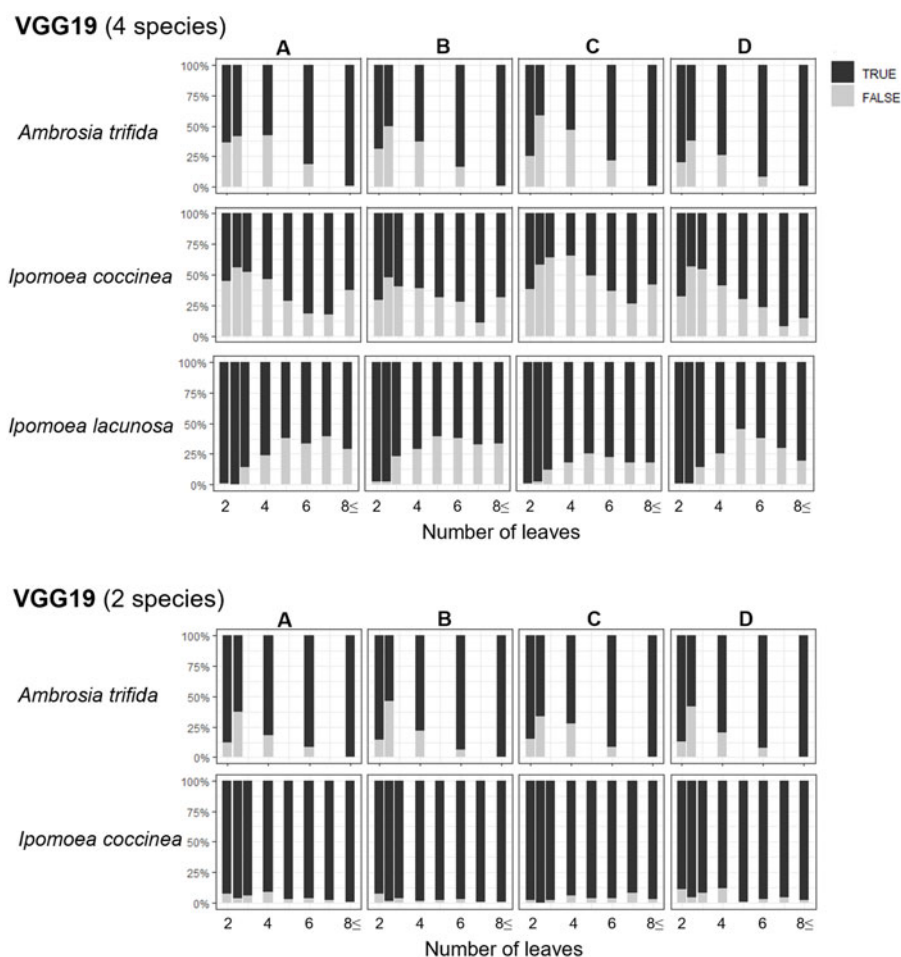 VGG19 (4 species)
A B C D
TRUE
FALSE
Ambrosia trifida
100%
75%
50%
25%
0%
Ipomoea coccinea
100%
75%
50%
25%
0%
Ipomoea lacunosa
100%
75%
50%
25%
0%
2 4 6 8≤ 2 4 6 8≤ 2 4 6 8≤ 2 4 6 8≤
Number of leaves
VGG19 (2 species)
A B C D
Ambrosia trifida
100%
75%
50%
25%
0%
Ipomoea coccinea
100%
75%
50%
25%
0%
2 4 6 8≤ 2 4 6 8≤ 2 4 6 8≤ 2 4 6 8≤
Number of leaves